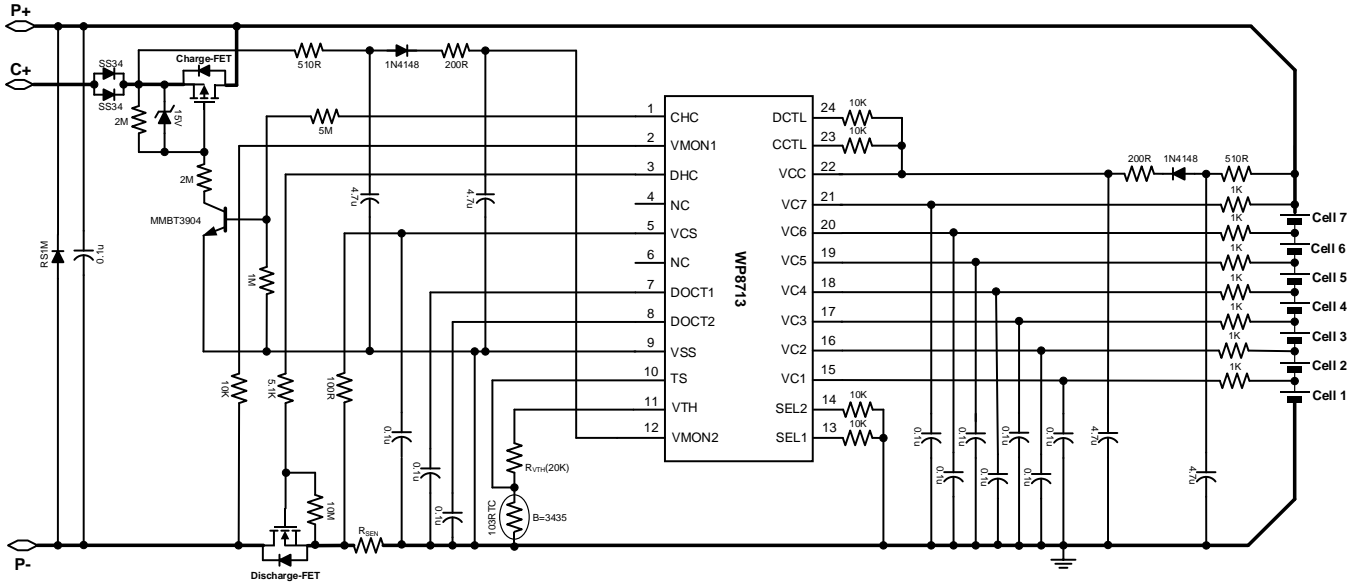 P+
C+
P-
SS34
SS34
Charge-FET
2M
15V
2M
MMBT3904
RS1M
0.1u
510R
1N4148
200R
5M
1M
4.7u
4.7u
10K
5.1K
100R
10M
0.1u
0.1u
0.1u
RVTH(20K)
103RTC
B=3435
RSEN
Discharge-FET
WP8713
1 CHC
2 VMON1
3 DHC
4 NC
5 VCS
6 NC
7 DOCT1
8 DOCT2
9 VSS
10 TS
11 VTH
12 VMON2
DCTL 24
CCTL 23
VCC 22
VC7 21
VC6 20
VC5 19
VC4 18
VC3 17
VC2 16
VC1 15
SEL2 14
SEL1 13
10K
10K
10K
10K
200R
1N4148
510R
1K
1K
1K
1K
1K
1K
1K
Cell 7
Cell 6
Cell 5
Cell 4
Cell 3
Cell 2
Cell 1
0.1u
0.1u
0.1u
0.1u
0.1u
0.1u
0.1u
4.7u
4.7u